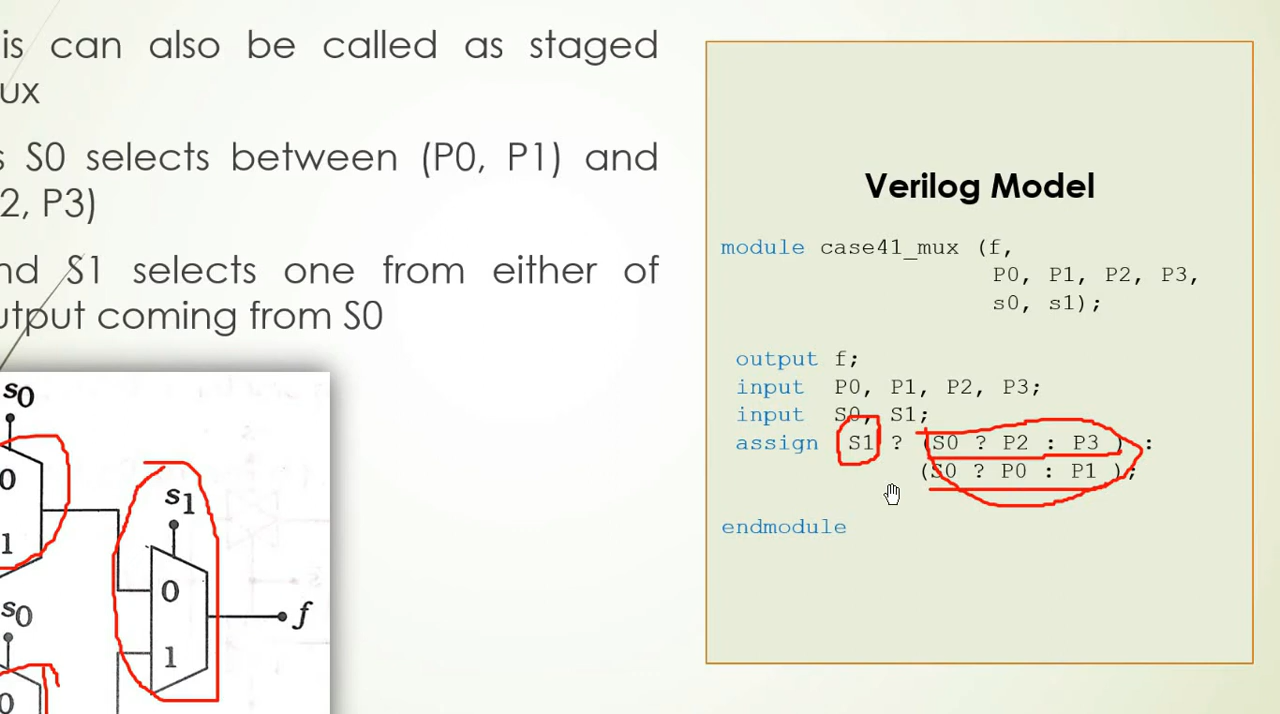 is can also be called as staged
ux
s S0 selects between (P0, P1) and
2, P3)
nd S1 selects one from either of
utput coming from S0
Verilog Model
module case41_mux (f,
P0, P1, P2, P3,
s0, s1);
output f;
input P0, P1, P2, P3;
input S0, S1;
assign S1 ? (S0 ? P2 : P3 ) :
(S0 ? P0 : P1 );
endmodule
s0
0
1
s1
0
1
f
s0
0